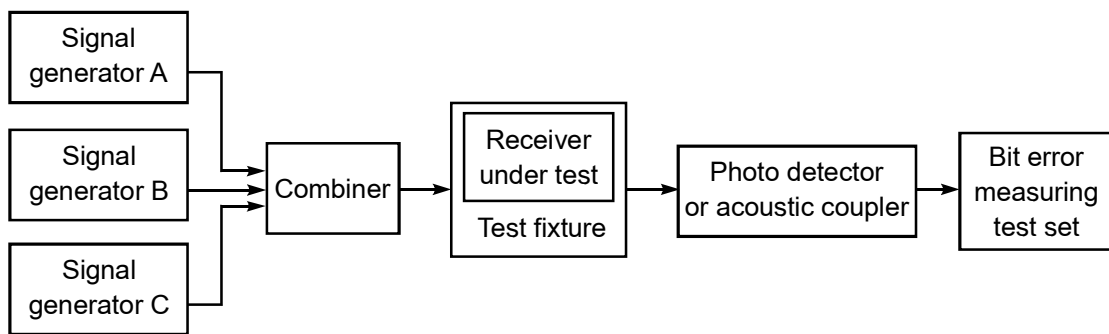 Signal
generator A
Signal
generator B
Signal
generator C
Combiner
Receiver
under test
Test fixture
Photo detector
or acoustic coupler
Bit error
measuring
test set